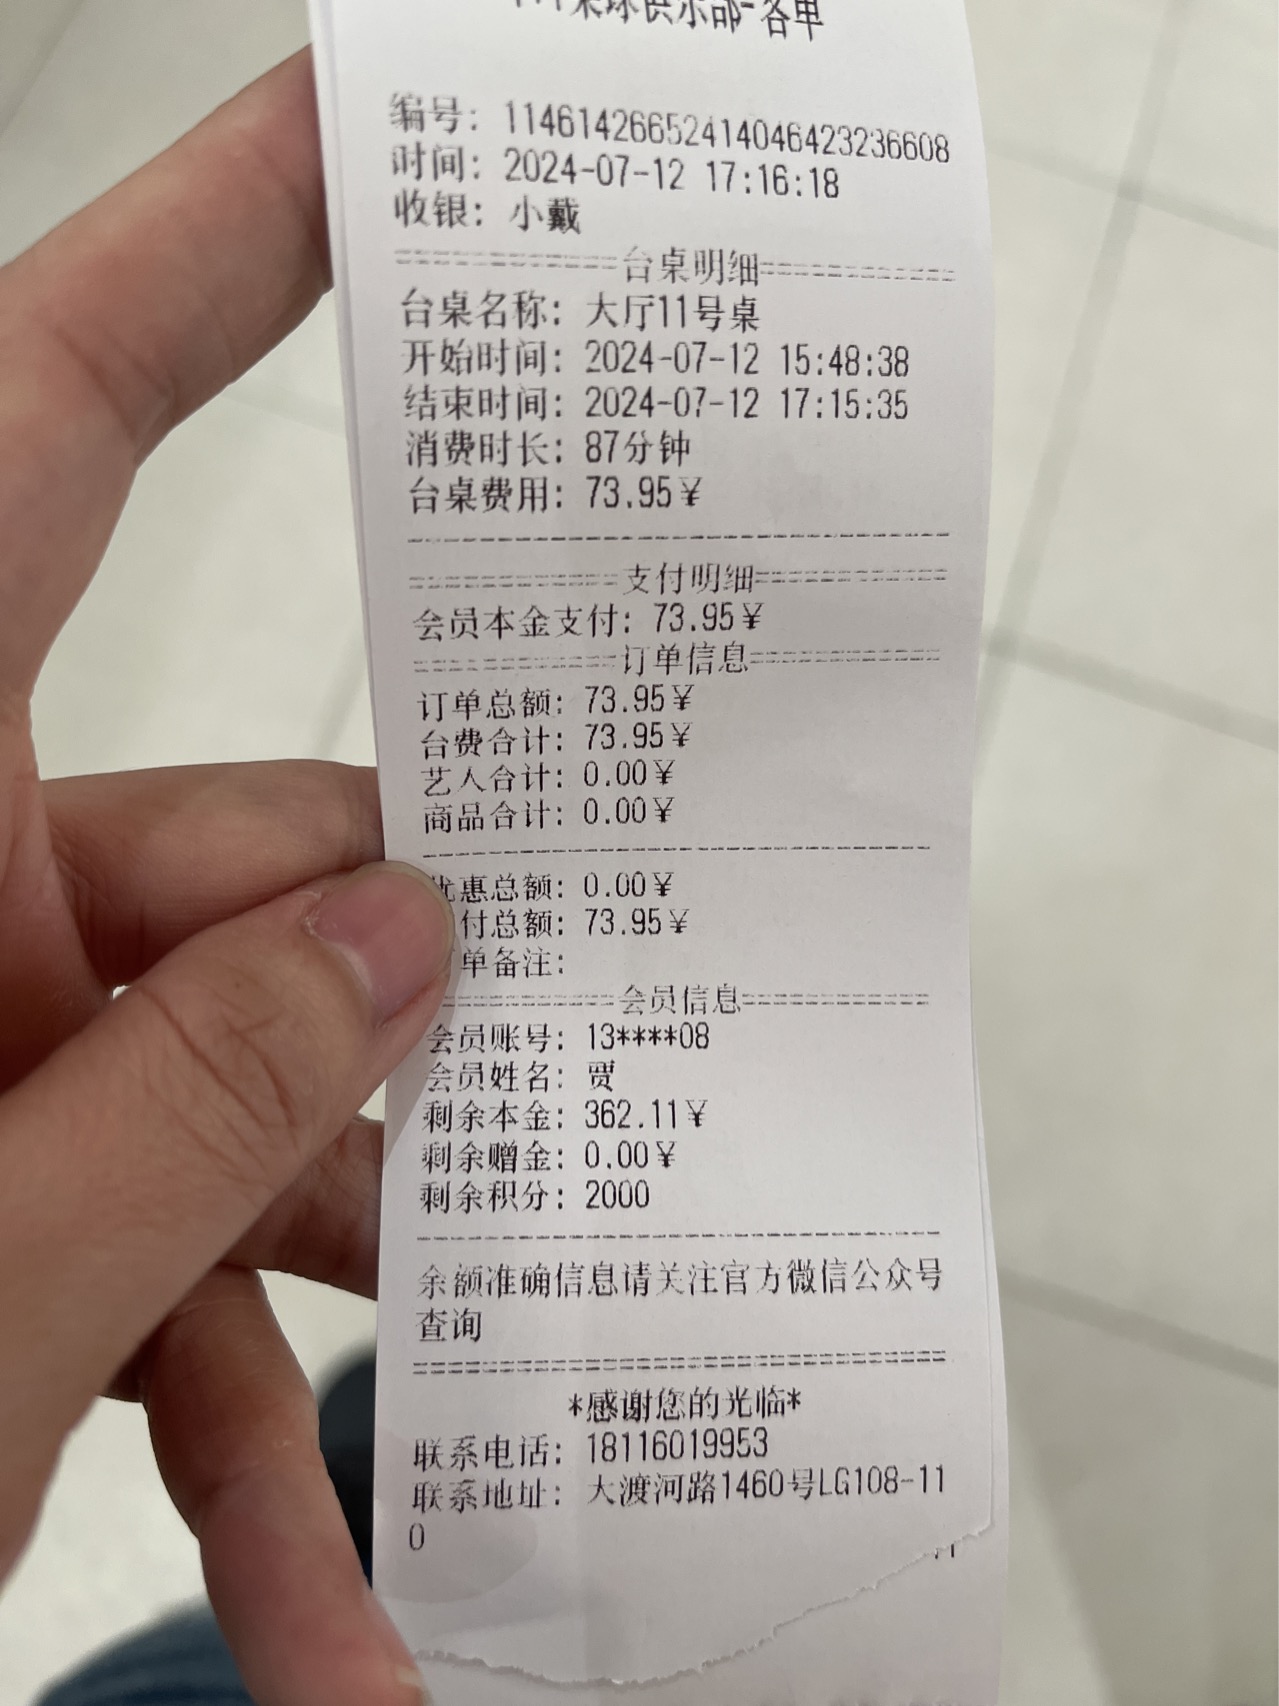 桌球俱乐部-客单
编号: 11461426652414046423236608
时间: 2024-07-12 17:16:18
收银: 小戴
台桌明细
台桌名称: 大厅11号桌
开始时间: 2024-07-12 15:48:38
结束时间: 2024-07-12 17:15:35
消费时长: 87分钟
台桌费用: 73.95¥
支付明细
会员本金支付: 73.95¥
订单信息
订单总额: 73.95¥
台费合计: 73.95¥
艺人合计: 0.00¥
商品合计: 0.00¥
优惠总额: 0.00¥
付总额: 73.95¥
单备注:
会员信息
会员账号: 13****08
会员姓名: 贾
剩余本金: 362.11¥
剩余赠金: 0.00¥
剩余积分: 2000
余额准确信息请关注官方微信公众号
查询
*感谢您的光临*
联系电话: 18116019953
联系地址: 大渡河路1460号LG108-11
0